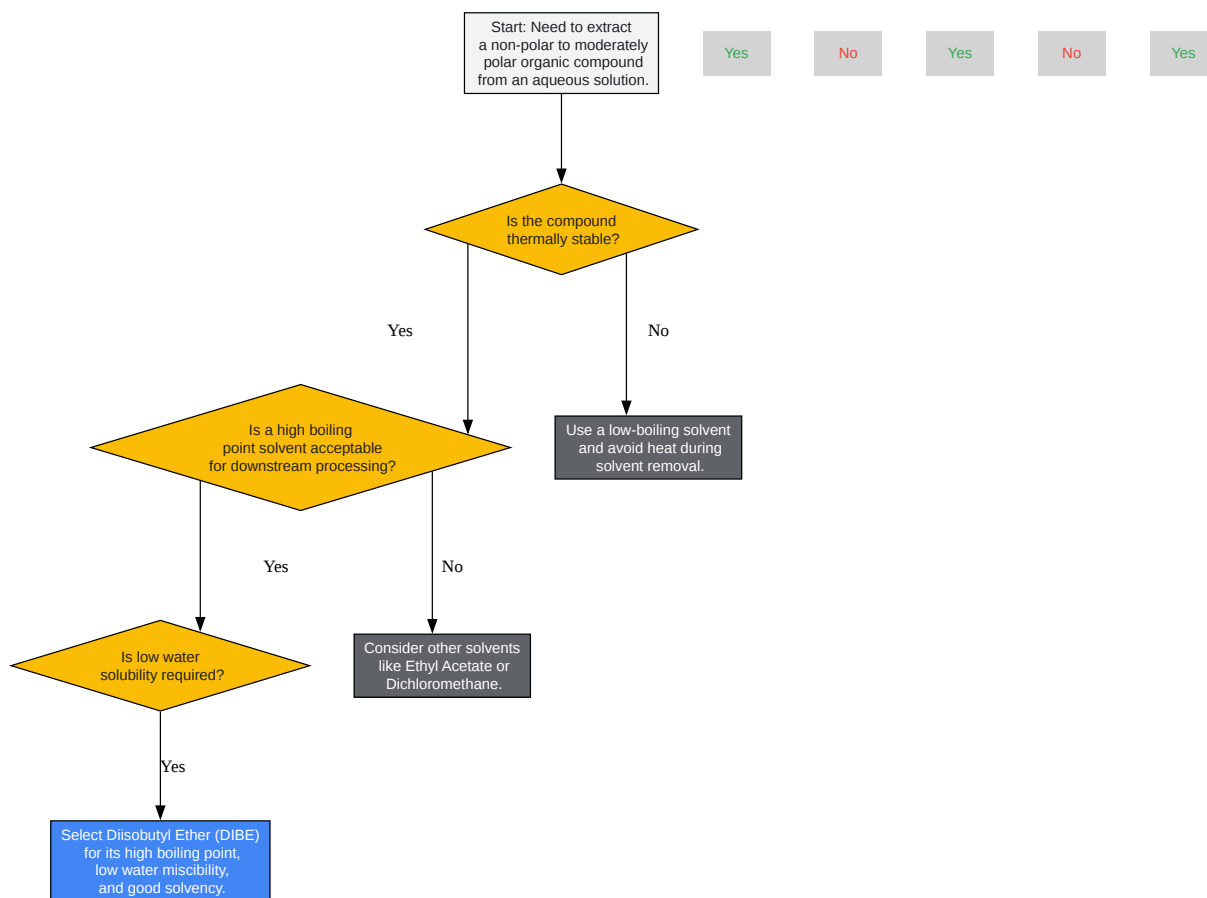 Start: Need to extract
a non-polar to moderately
polar organic compound
from an aqueous solution.
Yes
No
Yes
No
Yes
Is the compound
thermally stable?
Yes
No
Is a high boiling
point solvent acceptable
for downstream processing?
Use a low-boiling solvent
and avoid heat during
solvent removal.
Yes
No
Is low water
solubility required?
Consider other solvents
like Ethyl Acetate or
Dichloromethane.
Yes
Select Diisobutyl Ether (DIBE)
for its high boiling point,
low water miscibility,
and good solvency.